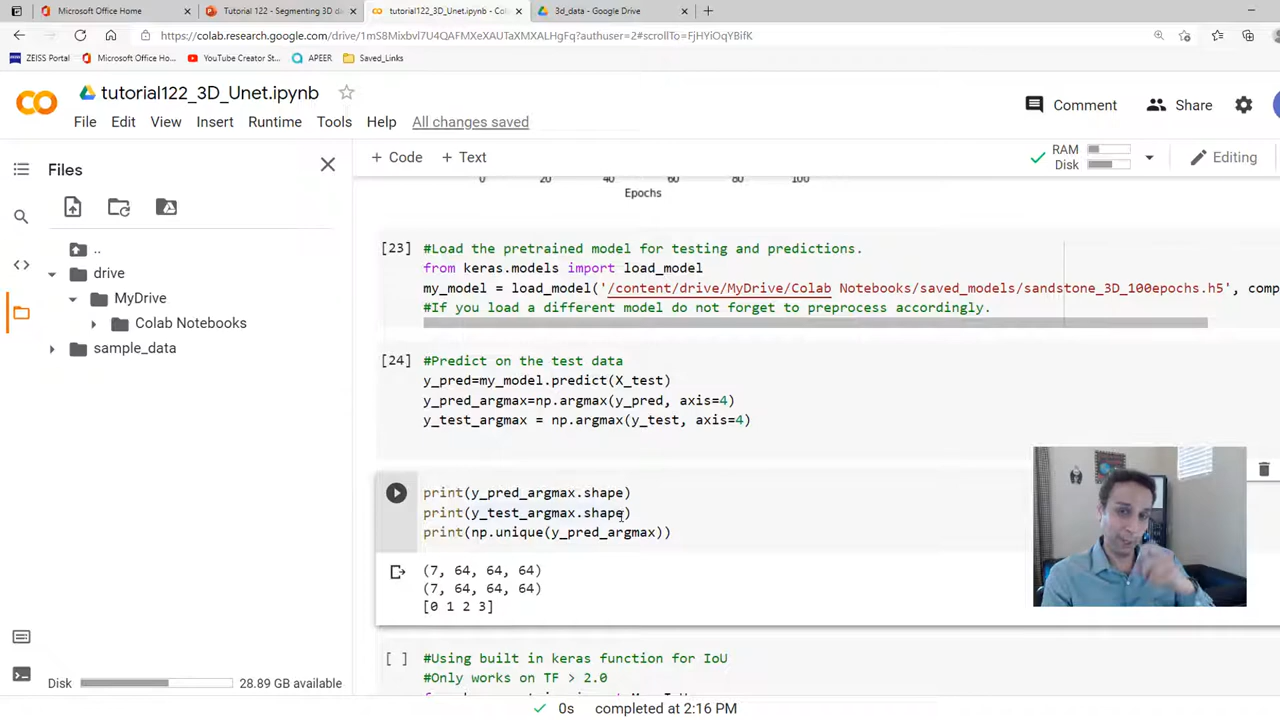 Microsoft Office Home
Tutorial 122 - Segmenting 3D da
tutorial122_3D_Unet.ipynb - Co
3d_data - Google Drive
https://colab.research.google.com/drive/1mS8Mixbvl7U4QAFMXeXAUTaXMXALHgFq?authuser=2#scrollTo=FjHYiOqYBifK
ZEISS Portal
Microsoft Office Ho...
YouTube Creator St...
APEER
Saved_Links
tutorial122_3D_Unet.ipynb
Comment
Share
File Edit View Insert Runtime Tools Help All changes saved
Files
+ Code + Text
RAM
Disk
Editing
0 20 40 60 80 100
Epochs
..
drive
MyDrive
Colab Notebooks
sample_data
[23] #Load the pretrained model for testing and predictions.
from keras.models import load_model
my_model = load_model('/content/drive/MyDrive/Colab Notebooks/saved_models/sandstone_3D_100epochs.h5', comp
#If you load a different model do not forget to preprocess accordingly.
[24] #Predict on the test data
y_pred=my_model.predict(X_test)
y_pred_argmax=np.argmax(y_pred, axis=4)
y_test_argmax = np.argmax(y_test, axis=4)
print(y_pred_argmax.shape)
print(y_test_argmax.shape)
print(np.unique(y_pred_argmax))
(7, 64, 64, 64)
(7, 64, 64, 64)
[0 1 2 3]
[ ] #Using built in keras function for IoU
#Only works on TF > 2.0
Disk 28.89 GB available
0s completed at 2:16 PM